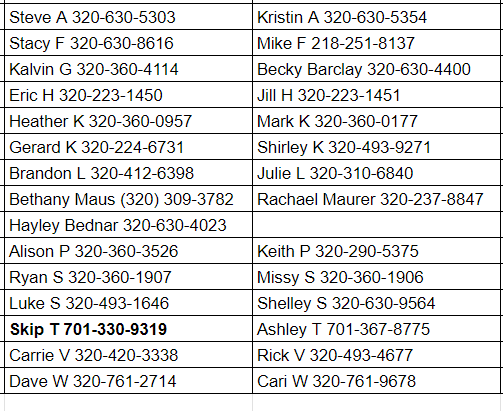 Steve A 320-630-5303 Kristin A 320-630-5354
Stacy F 320-630-8616 Mike F 218-251-8137
Kalvin G 320-360-4114 Becky Barclay 320-630-4400
Eric H 320-223-1450 Jill H 320-223-1451
Heather K 320-360-0957 Mark K 320-360-0177
Gerard K 320-224-6731 Shirley K 320-493-9271
Brandon L 320-412-6398 Julie L 320-310-6840
Bethany Maus (320) 309-3782 Rachael Maurer 320-237-8847
Hayley Bednar 320-630-4023
Alison P 320-360-3526 Keith P 320-290-5375
Ryan S 320-360-1907 Missy S 320-360-1906
Luke S 320-493-1646 Shelley S 320-630-9564
Skip T 701-330-9319 Ashley T 701-367-8775
Carrie V 320-420-3338 Rick V 320-493-4677
Dave W 320-761-2714 Cari W 320-761-9678